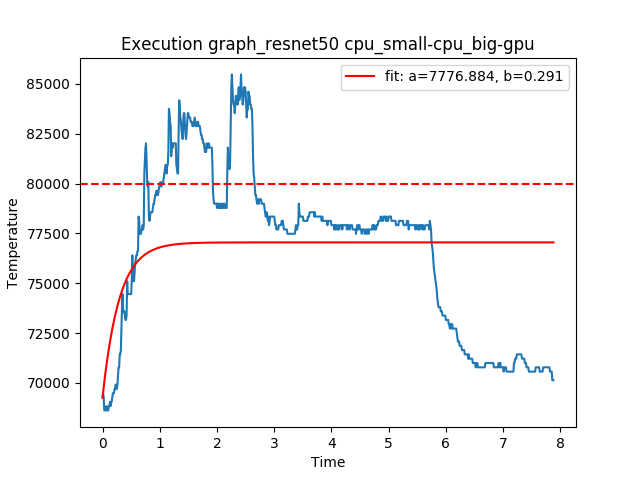 Execution graph_resnet50 cpu_small-cpu_big-gpu
fit: a=7776.884, b=0.291
85000
82500
80000
77500
75000
72500
70000
Temperature
0 1 2 3 4 5 6 7 8
Time